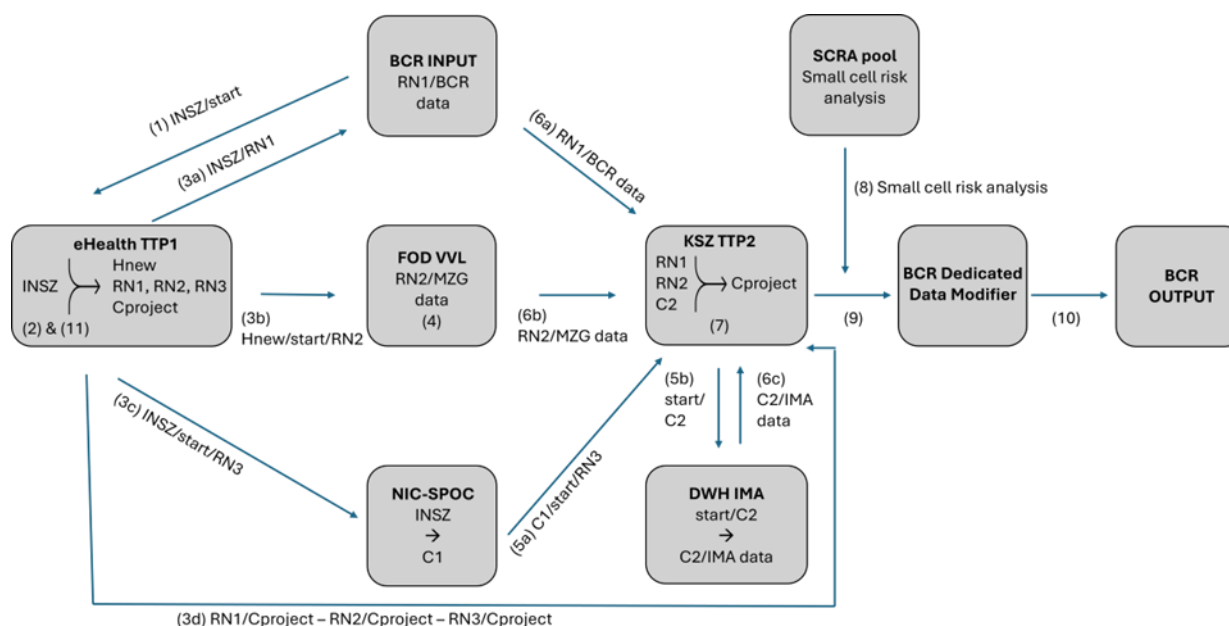 BCR INPUT
RN1/BCR
data
SCRA pool
Small cell risk
analysis
(1) INSZ/start
(3a) INSZ/RN1
(6a) RN1/BCR data
(8) Small cell risk analysis
eHealth TTP1
INSZ
Hnew
RN1, RN2, RN3
Cproject
(2) & (11)
(3b)
Hnew/start/RN2
FOD VVL
RN2/MZG
data
(4)
(6b)
RN2/MZG data
KSZ TTP2
RN1
RN2
C2
Cproject
(7)
(9)
BCR Dedicated
Data Modifier
(10)
BCR
OUTPUT
(3c) INSZ/start/RN3
(5b)
start/
C2
(6c)
C2/IMA
data
NIC-SPOC
INSZ
→
C1
(5a) C1/start/RN3
DWH IMA
start/C2
→
C2/IMA data
(3d) RN1/Cproject – RN2/Cproject – RN3/Cproject